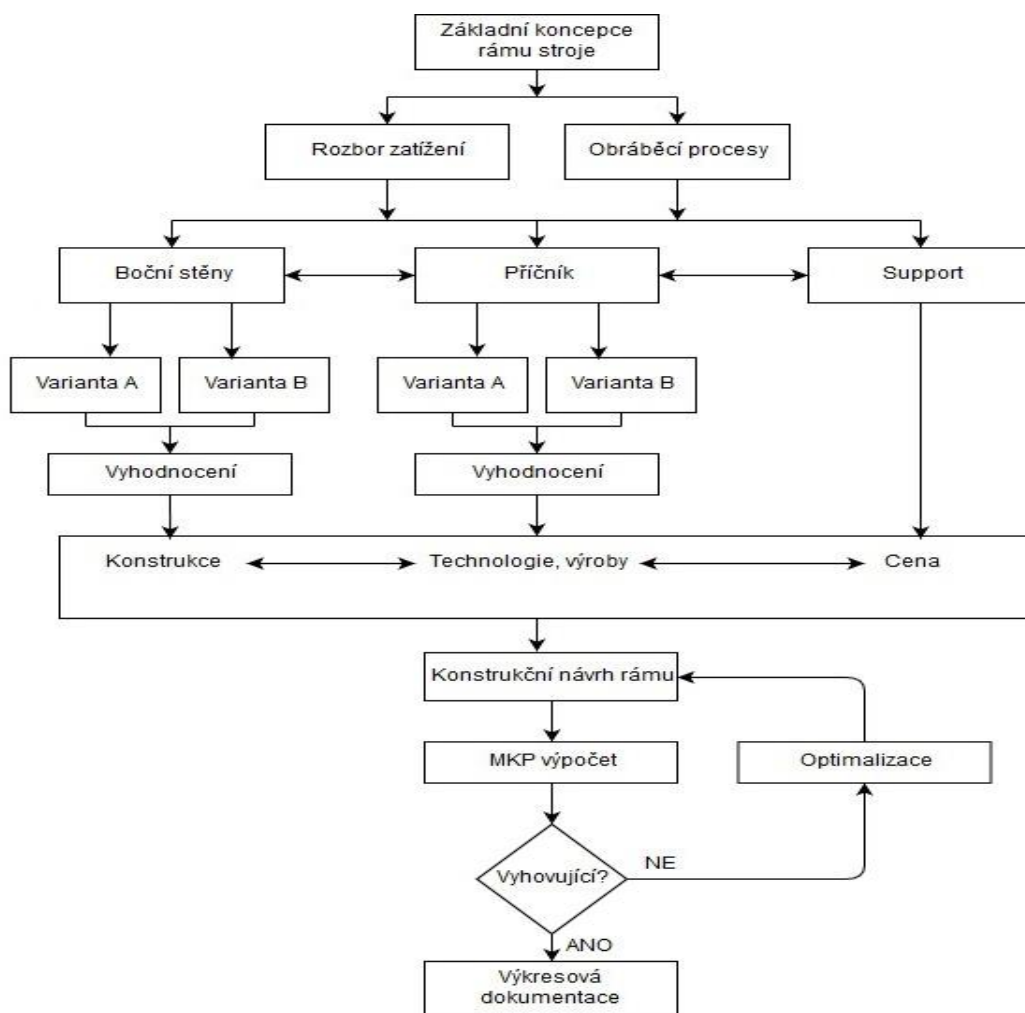 Základní koncepce
rámu stroje
Rozbor zatížení
Obráběcí procesy
Boční stěny
Příčník
Support
Varianta A
Varianta B
Varianta A
Varianta B
Vyhodnocení
Vyhodnocení
Konstrukce
Technologie, výroby
Cena
Konstrukční návrh rámu
MKP výpočet
Optimalizace
Vyhovující?
NE
ANO
Výkresová
dokumentace